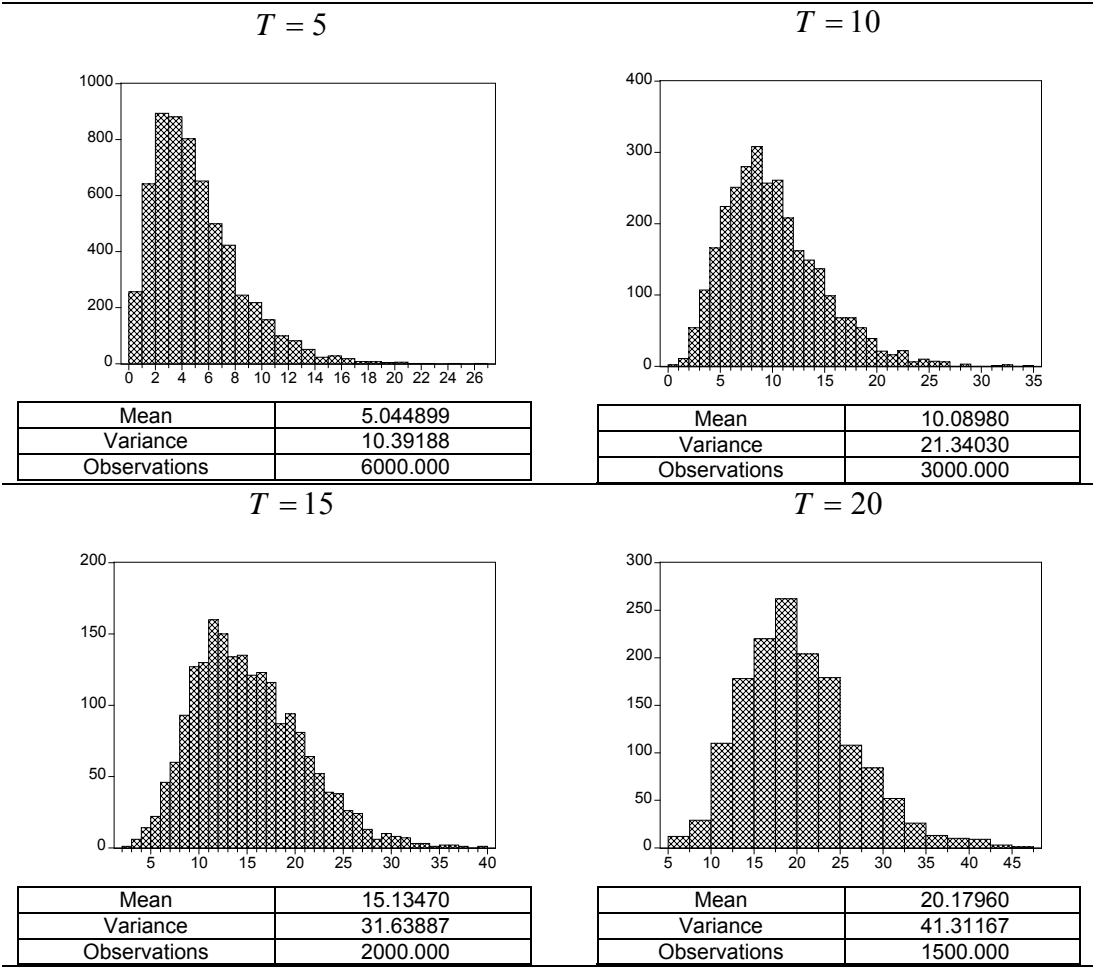 T = 5
1000
800
600
400
200
0
0 2 4 6 8 10 12 14 16 18 20 22 24 26
Mean 5.044899
Variance 10.39188
Observations 6000.000
T = 10
400
300
200
100
0
0 5 10 15 20 25 30 35
Mean 10.08980
Variance 21.34030
Observations 3000.000
T = 15
200
150
100
50
0
5 10 15 20 25 30 35 40
Mean 15.13470
Variance 31.63887
Observations 2000.000
T = 20
300
250
200
150
100
50
0
5 10 15 20 25 30 35 40 45
Mean 20.17960
Variance 41.31167
Observations 1500.000